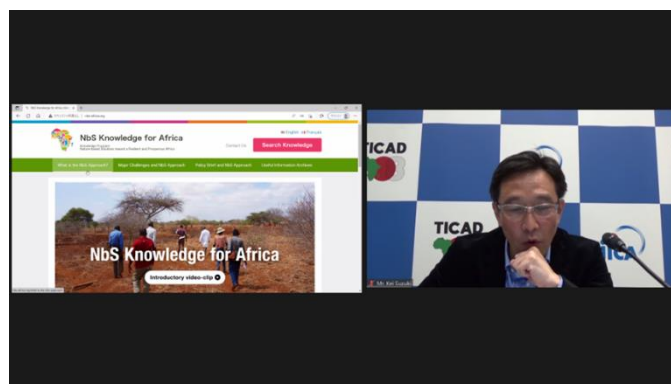 NbS Knowledge for Africa
Contact Us
English
Français
Search Knowledge
What is the NbS Approach?
Major Challenges and NbS Approach
Policy Brief and NbS Approach
Useful Information Archives
NbS Knowledge for Africa
Introductory video-clip
TICAD
TICAD
JICA
Mr. Kei Suzuki